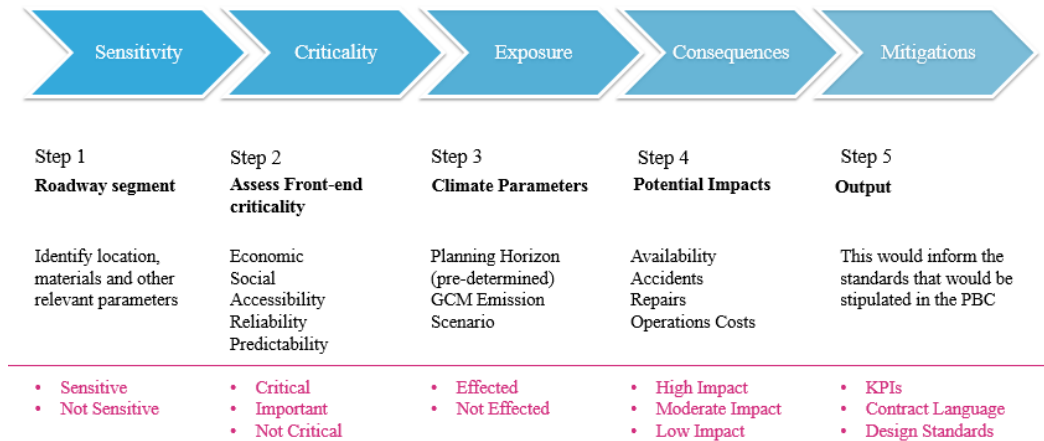 Sensitivity
Criticality
Exposure
Consequences
Mitigations
Step 1
Roadway segment
Identify location,
materials and other
relevant parameters
Step 2
Assess Front-end
criticality
Economic
Social
Accessibility
Reliability
Predictability
Step 3
Climate Parameters
Planning Horizon
(pre-determined)
GCM Emission
Scenario
Step 4
Potential Impacts
Availability
Accidents
Repairs
Operations Costs
Step 5
Output
This would inform the
standards that would be
stipulated in the PBC
• Sensitive
• Not Sensitive
• Critical
• Important
• Not Critical
• Effected
• Not Effected
• High Impact
• Moderate Impact
• Low Impact
• KPIs
• Contract Language
• Design Standards